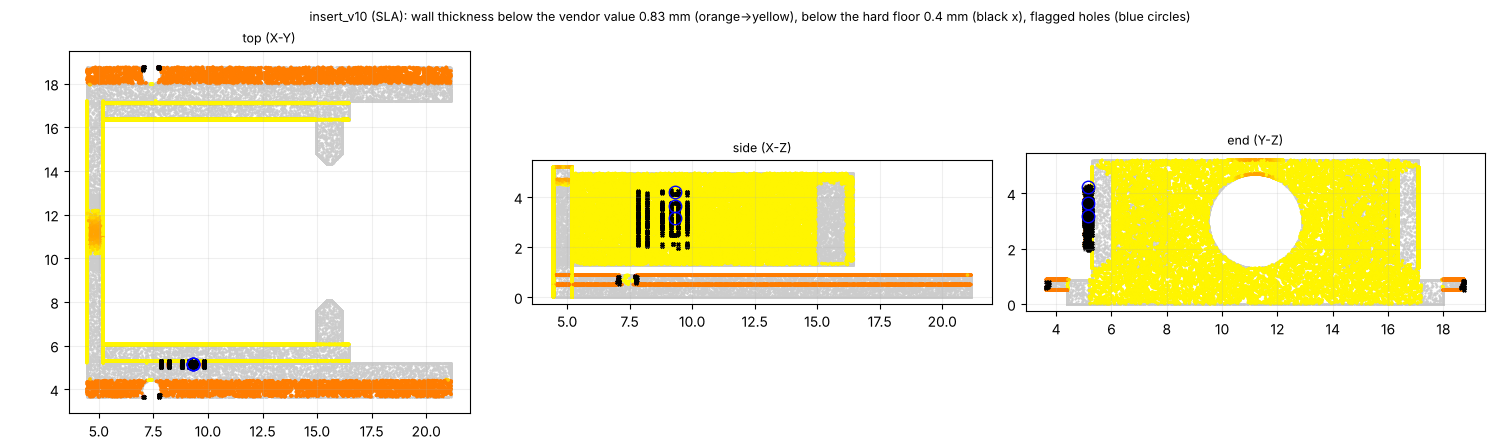 insert_v10 (SLA): wall thickness below the vendor value 0.83 mm (orange→yellow), below the hard floor 0.4 mm (black x), flagged holes (blue circles)
top (X-Y)
18
16
14
12
10
8
6
4
5.0 7.5 10.0 12.5 15.0 17.5 20.0
side (X-Z)
4
2
0
5.0 7.5 10.0 12.5 15.0 17.5 20.0
end (Y-Z)
4
2
0
4 6 8 10 12 14 16 18